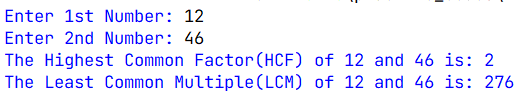 Enter 1st Number: 12
Enter 2nd Number: 46
The Highest Common Factor(HCF) of 12 and 46 is: 2
The Least Common Multiple(LCM) of 12 and 46 is: 276